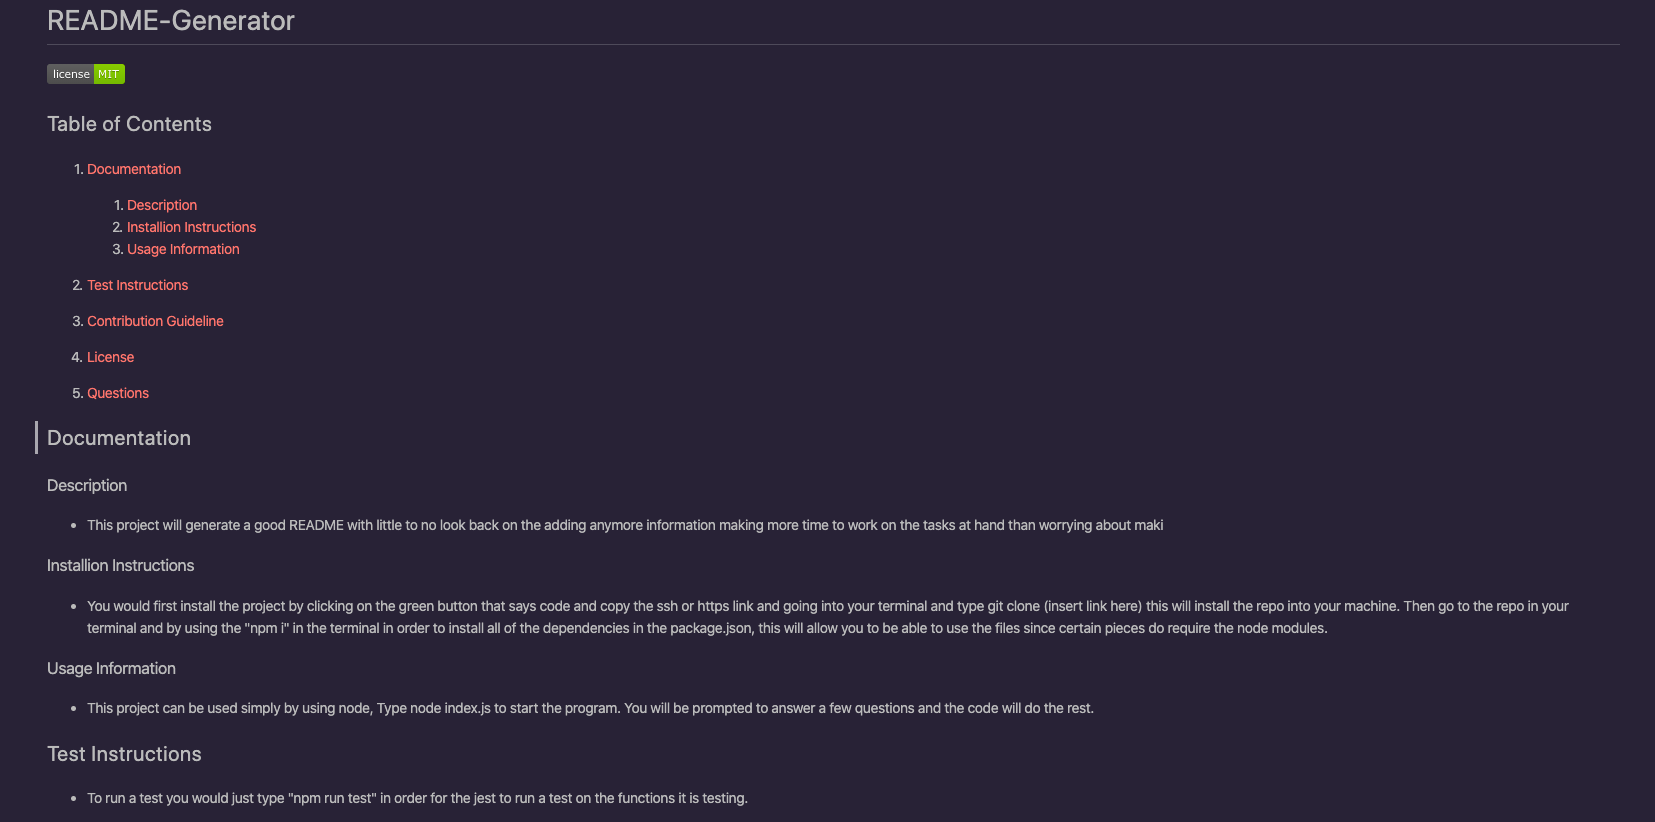 README-Generator
license MIT
Table of Contents
1. Documentation
1. Description
2. Installion Instructions
3. Usage Information
2. Test Instructions
3. Contribution Guideline
4. License
5. Questions
Documentation
Description
• This project will generate a good README with little to no look back on the adding anymore information making more time to work on the tasks at hand than worrying about maki
Installion Instructions
• You would first install the project by clicking on the green button that says code and copy the ssh or https link and going into your terminal and type git clone (insert link here) this will install the repo into your machine. Then go to the repo in your
terminal and by using the "npm i" in the terminal in order to install all of the dependencies in the package.json, this will allow you to be able to use the files since certain pieces do require the node modules.
Usage Information
• This project can be used simply by using node, Type node index.js to start the program. You will be prompted to answer a few questions and the code will do the rest.
Test Instructions
• To run a test you would just type "npm run test" in order for the jest to run a test on the functions it is testing.